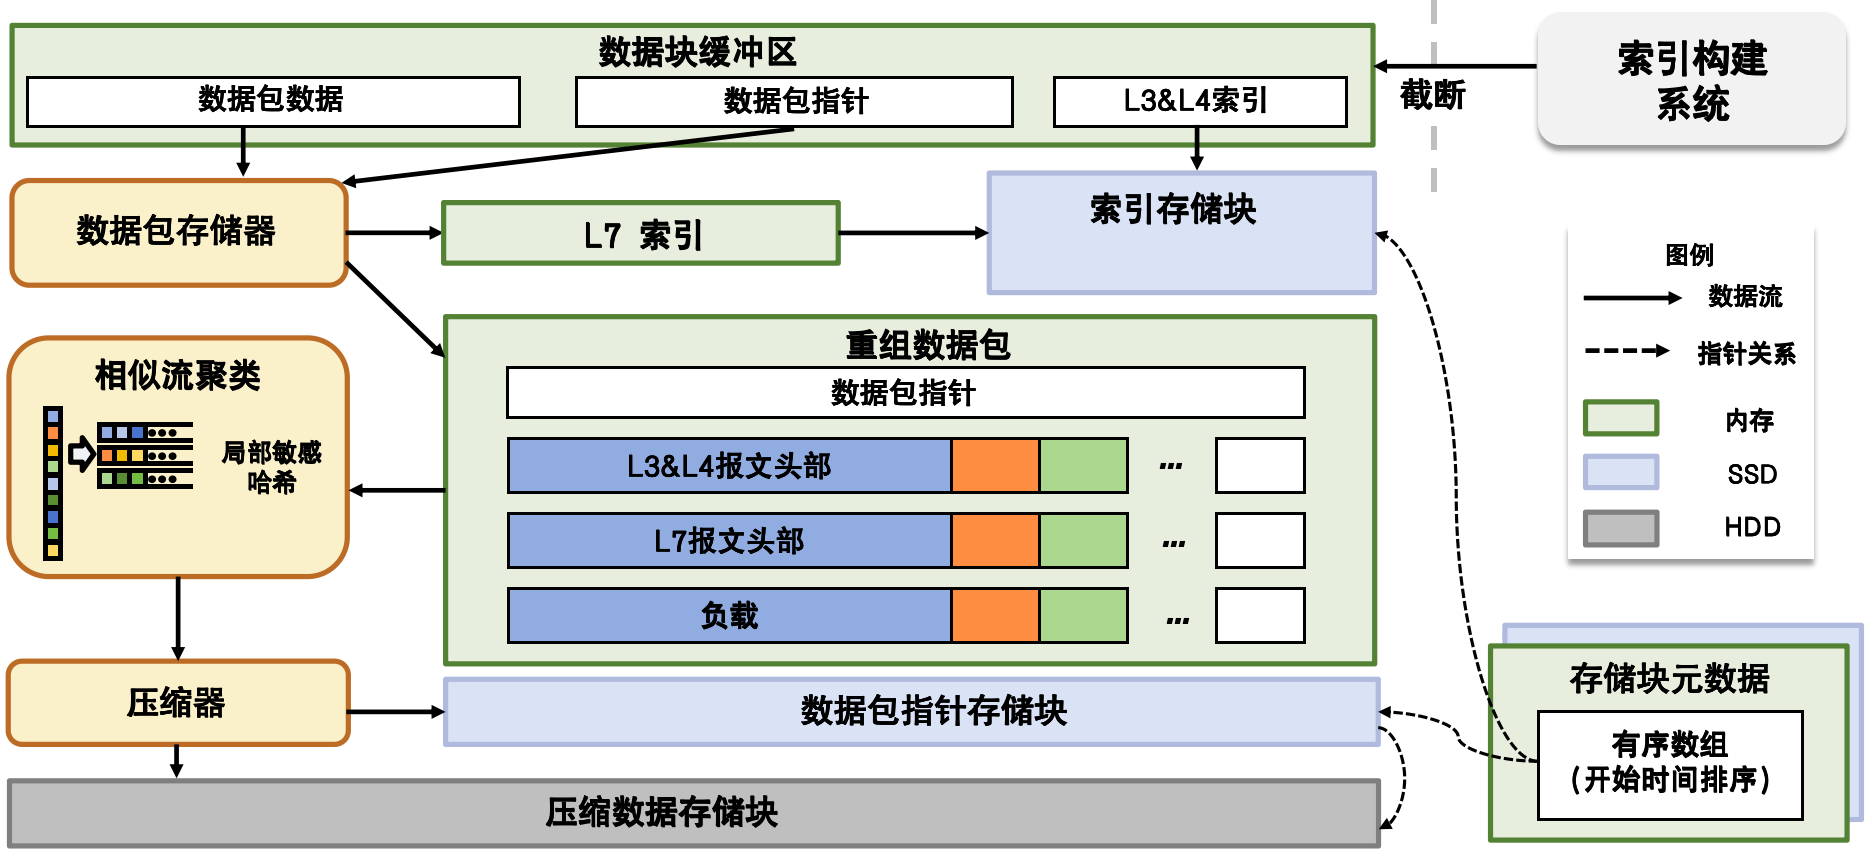 数据块缓冲区
数据包数据
数据包指针
L3&L4索引
截断
索引构建
系统
数据包存储器
L7 索引
索引存储块
图例
数据流
指针关系
内存
SSD
HDD
重组数据包
数据包指针
L3&L4报文头部
...
L7报文头部
...
负载
...
相似流聚类
局部敏感
哈希
压缩器
数据包指针存储块
压缩数据存储块
存储块元数据
有序数组
(开始时间排序)